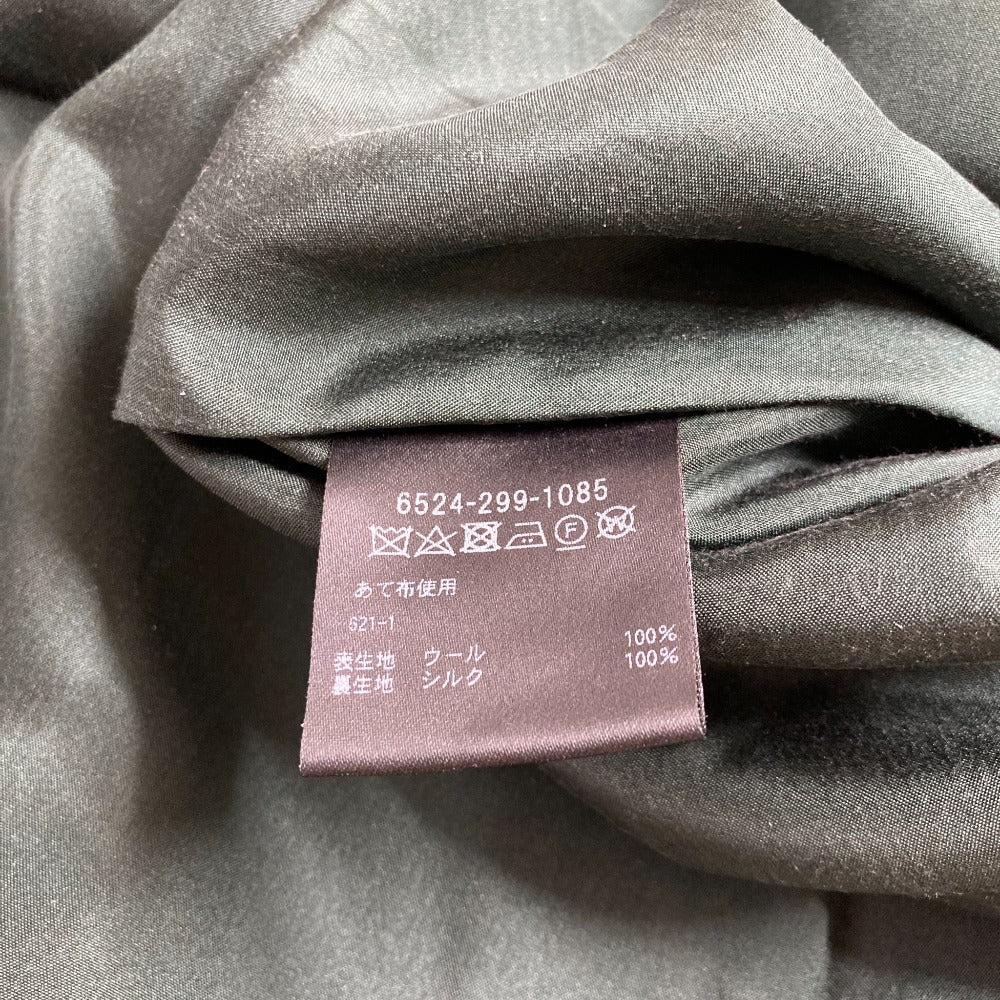 6524-299-1085
F W
あて布使用
S21-1
表生地 ウール 100%
裏生地 シルク 100%